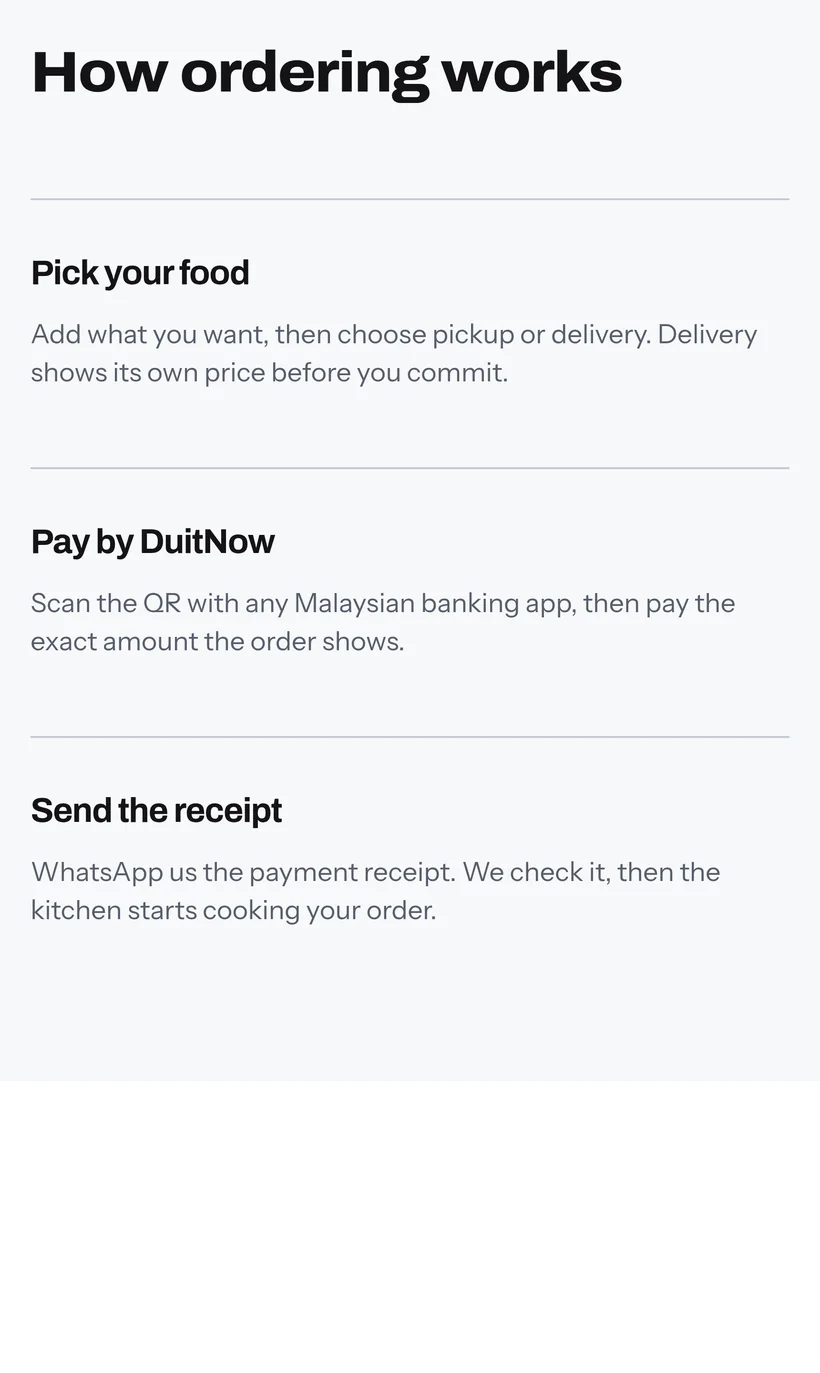 How ordering works
Pick your food
Add what you want, then choose pickup or delivery. Delivery
shows its own price before you commit.
Pay by DuitNow
Scan the QR with any Malaysian banking app, then pay the
exact amount the order shows.
Send the receipt
WhatsApp us the payment receipt. We check it, then the
kitchen starts cooking your order.